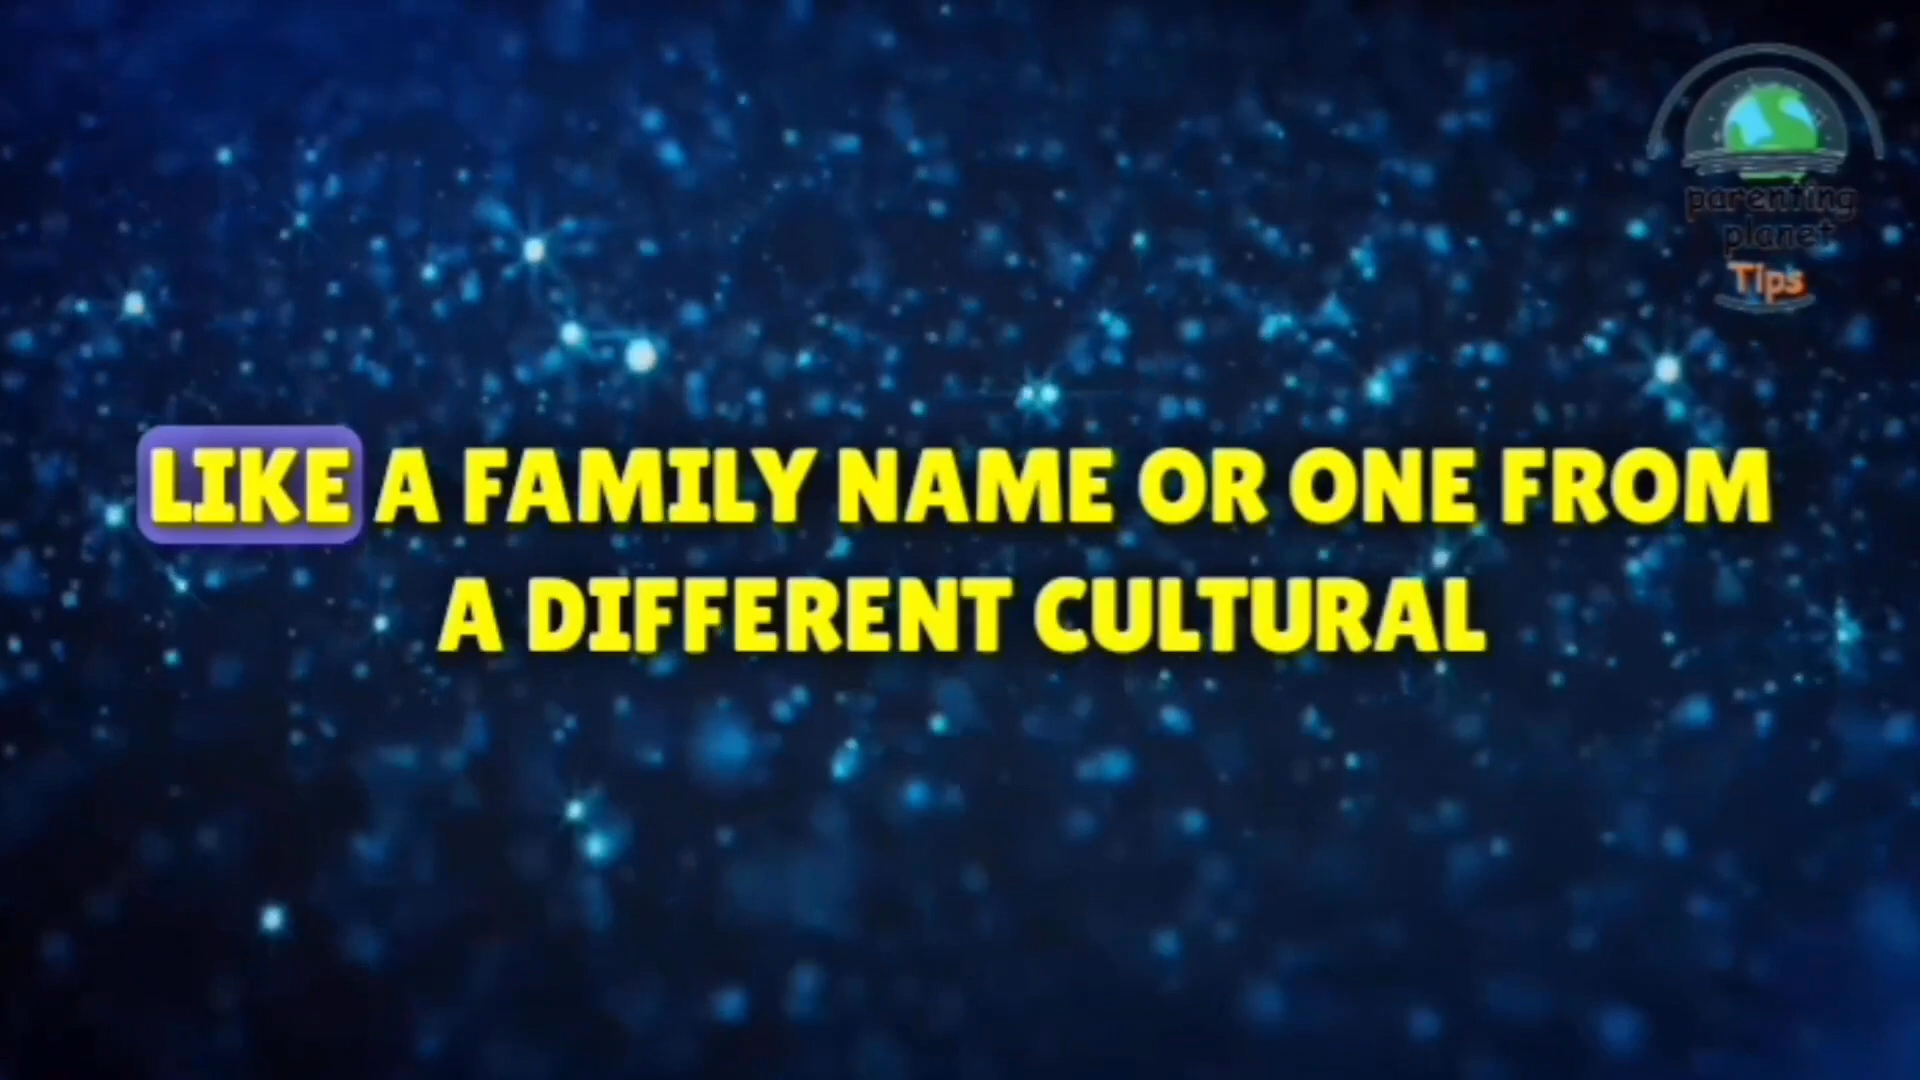 parenting
planet
Tips
LIKE A FAMILY NAME OR ONE FROM
A DIFFERENT CULTURAL